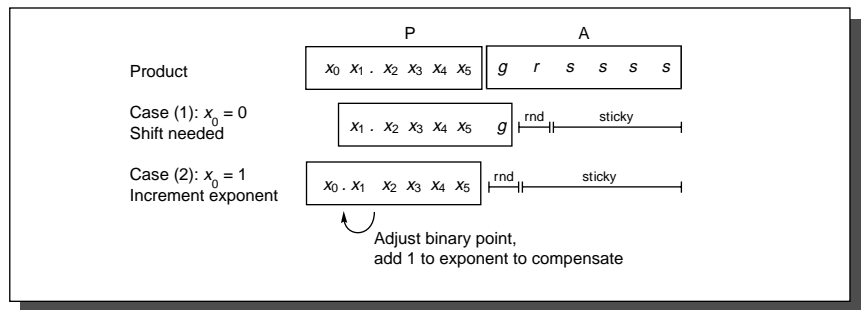 P A
Product x₀ x₁ . x₂ x₃ x₄ x₅ g r s s s s
Case (1): x₀ = 0
Shift needed
x₁ . x₂ x₃ x₄ x₅ g rnd sticky
Case (2): x₀ = 1
Increment exponent
x₀ . x₁ x₂ x₃ x₄ x₅ rnd sticky
Adjust binary point,
add 1 to exponent to compensate